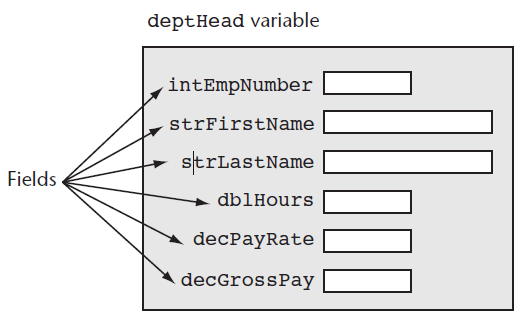 deptHead variable
intEmpNumber
strFirstName
strLastName
Fields
dblHours
decPayRate
decGrossPay